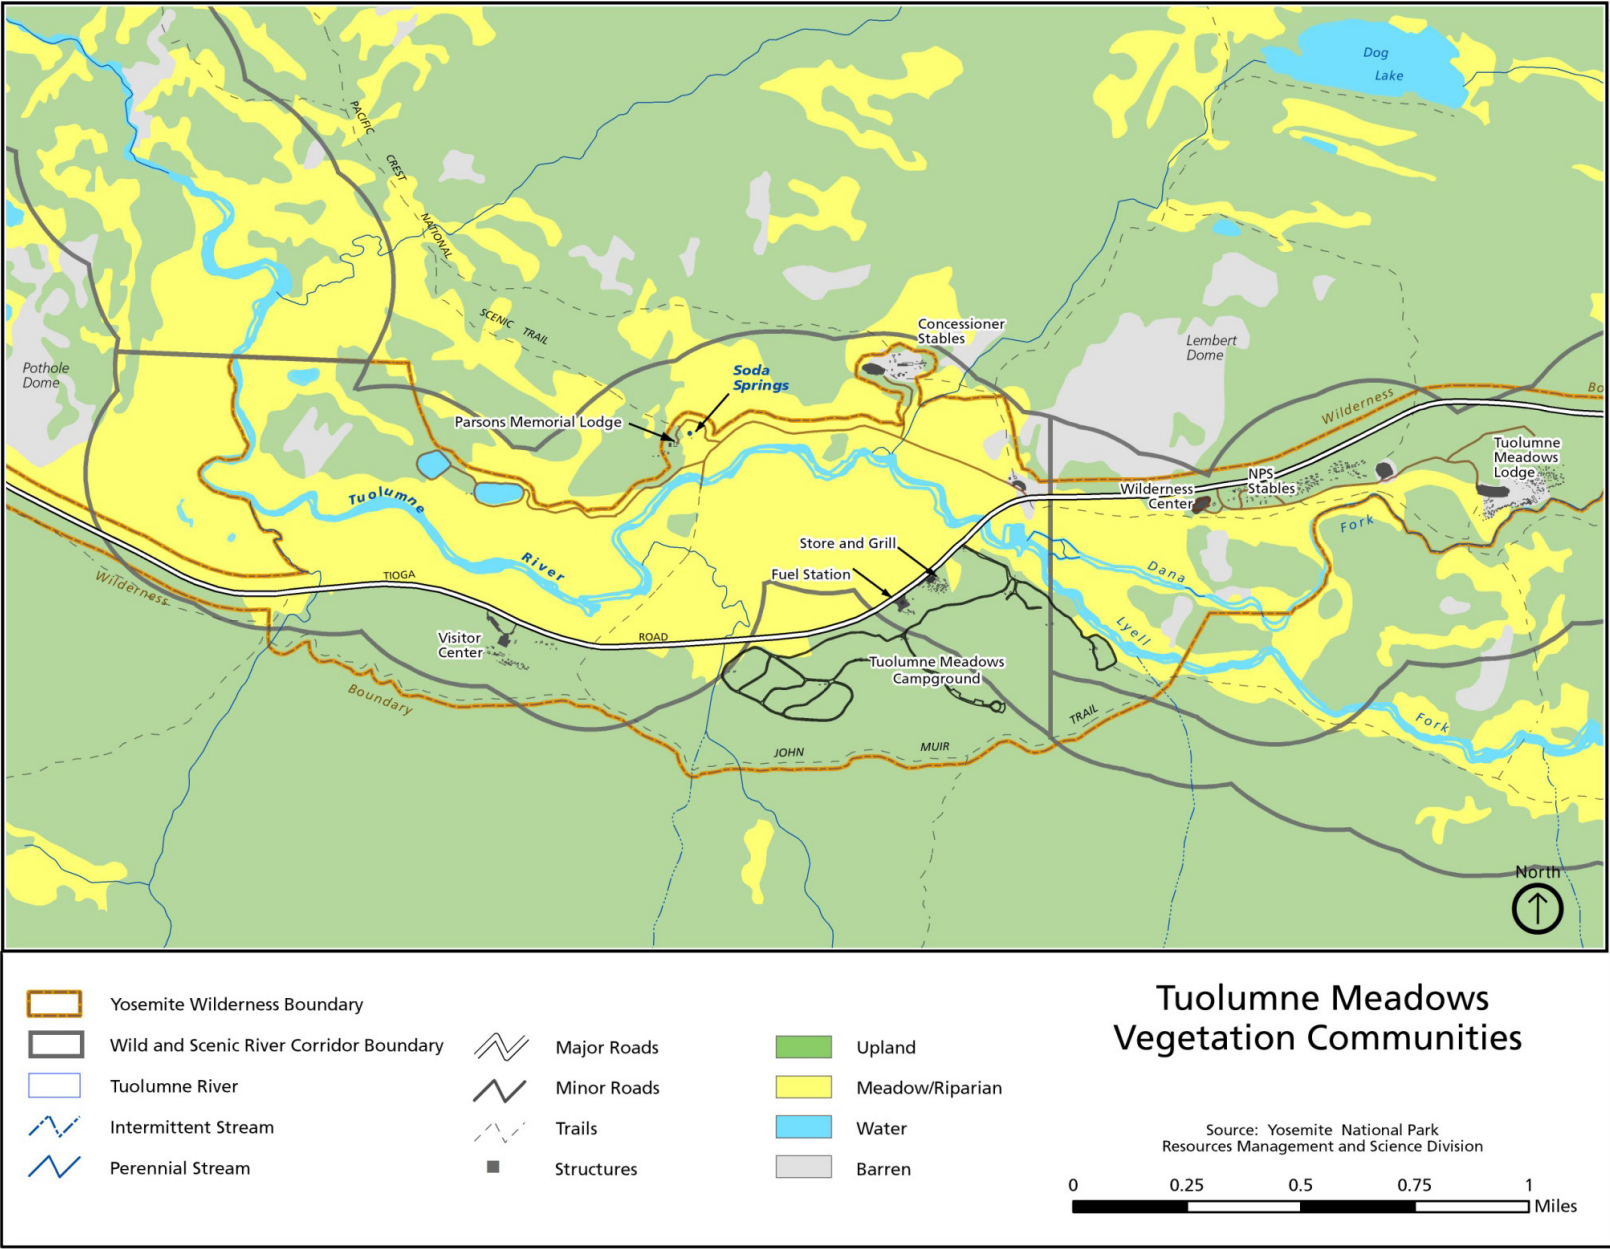 Dog
Lake
PACIFIC
CREST
NATIONAL
SCENIC TRAIL
Concessioner
Stables
Lembert
Dome
Pothole
Dome
Soda
Springs
Parsons Memorial Lodge
Wilderness
Bo
Tuolumne
Meadows
Lodge
NPS
Stables
Wilderness
Center
Tuolumne
River
Store and Grill
Fuel Station
Fork
Dana
Wilderness
TIOGA
ROAD
Lyell
Visitor
Center
Tuolumne Meadows
Campground
Boundary
TRAIL
Fork
JOHN
MUIR
North
Yosemite Wilderness Boundary
Wild and Scenic River Corridor Boundary
Tuolumne River
Intermittent Stream
Perennial Stream
Major Roads
Minor Roads
Trails
Structures
Upland
Meadow/Riparian
Water
Barren
Tuolumne Meadows
Vegetation Communities
Source: Yosemite National Park
Resources Management and Science Division
0 0.25 0.5 0.75 1
Miles